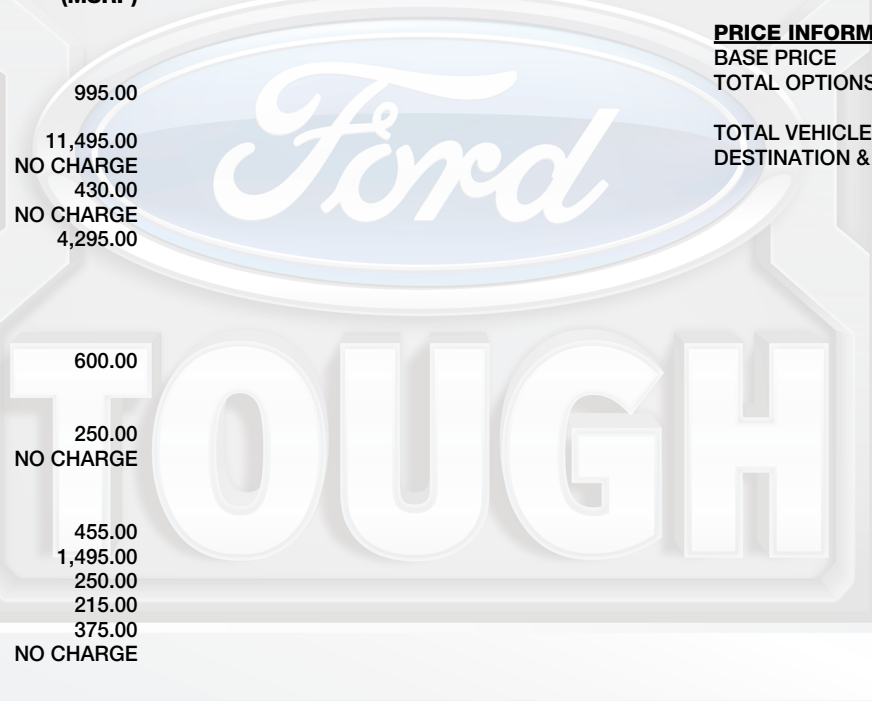 (MSRP)
995.00
11,495.00
NO CHARGE
430.00
NO CHARGE
4,295.00
600.00
250.00
NO CHARGE
455.00
1,495.00
250.00
215.00
375.00
NO CHARGE
PRICE INFORM
BASE PRICE
TOTAL OPTIONS
TOTAL VEHICLE
DESTINATION &
Ford
TOUGH